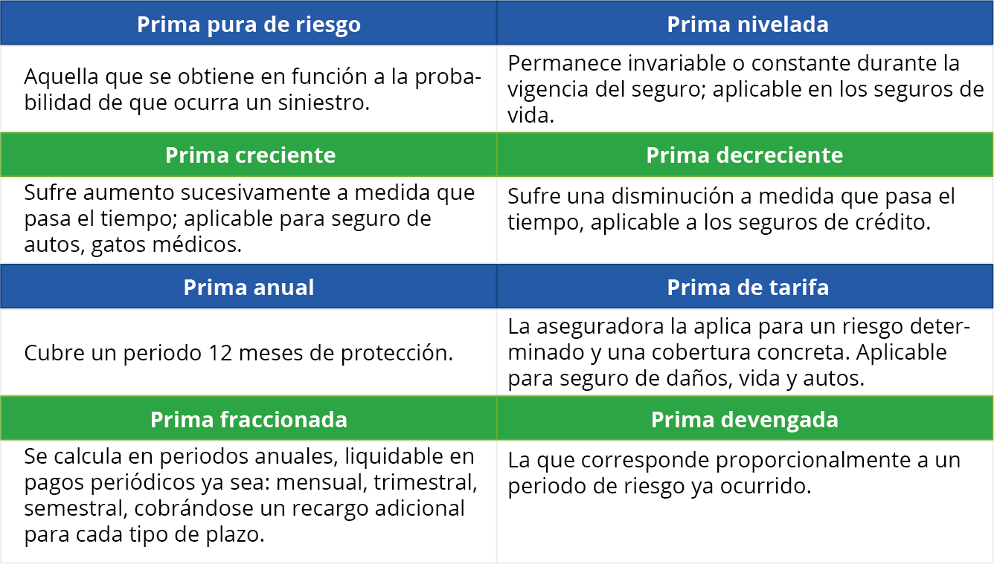 Prima pura de riesgo
Prima nivelada
Aquella que se obtiene en función a la proba-
bilidad de que ocurra un siniestro.
Permanece invariable o constante durante la
vigencia del seguro; aplicable en los seguros de
vida.
Prima creciente
Prima decreciente
Sufre aumento sucesivamente a medida que
pasa el tiempo; aplicable para seguro de
autos, gatos médicos.
Sufre una disminución a medida que pasa el
tiempo, aplicable a los seguros de crédito.
Prima anual
Prima de tarifa
Cubre un periodo 12 meses de protección.
La aseguradora la aplica para un riesgo deter-
minado y una cobertura concreta. Aplicable
para seguro de daños, vida y autos.
Prima fraccionada
Prima devengada
Se calcula en periodos anuales, liquidable en
pagos periódicos ya sea: mensual, trimestral,
semestral, cobrándose un recargo adicional
para cada tipo de plazo.
La que corresponde proporcionalmente a un
periodo de riesgo ya ocurrido.